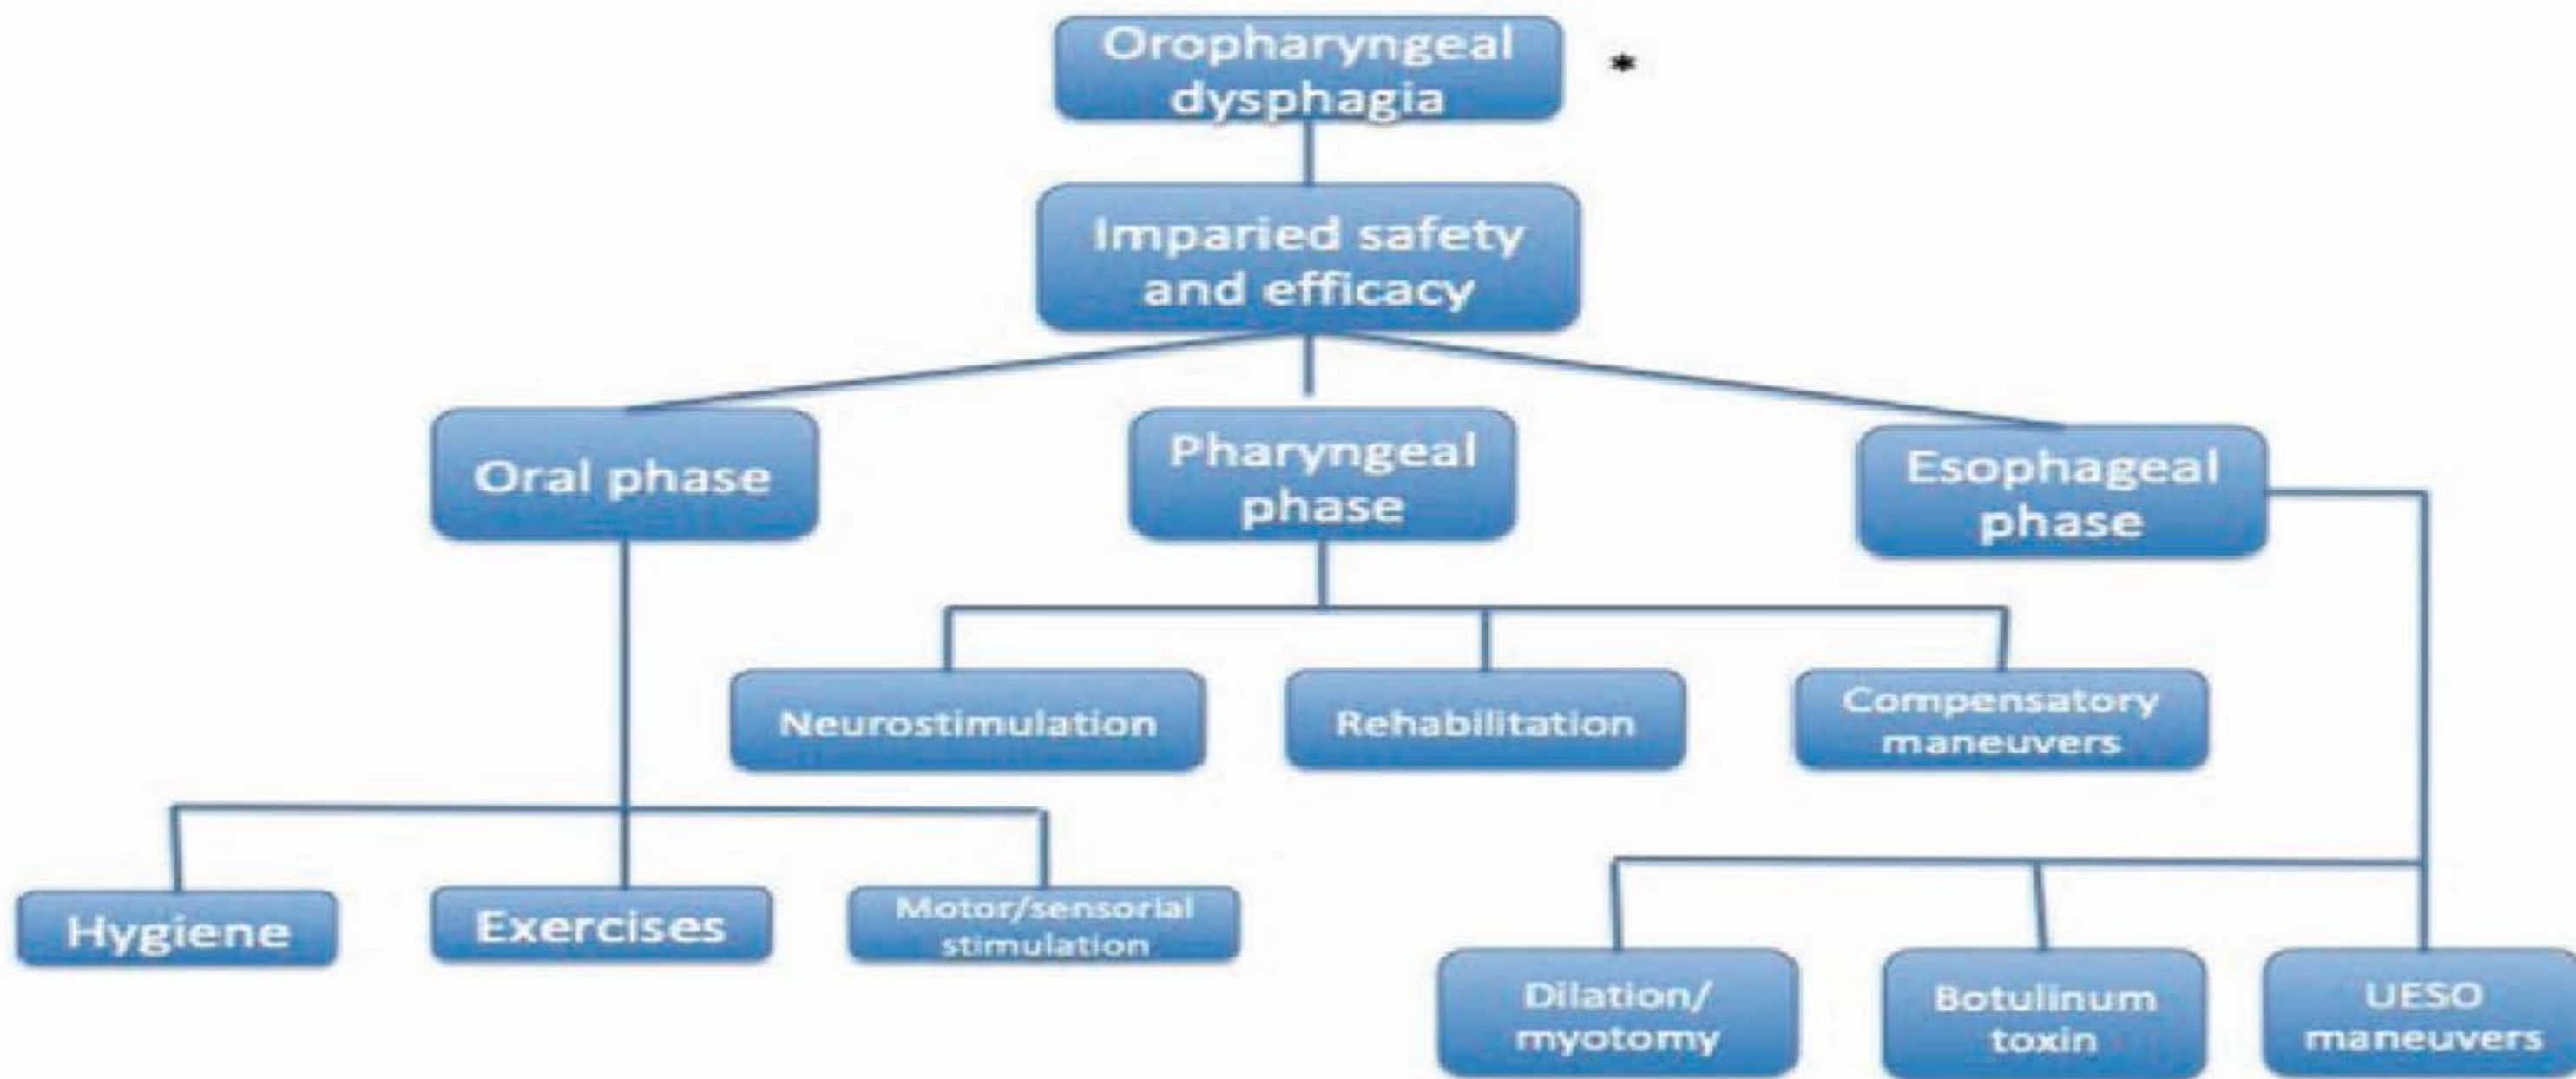 Oropharyngeal
dysphagia
*
Imparied safety
and efficacy
Oral phase
Pharyngeal
phase
Esophageal
phase
Neurostimulation
Rehabilitation
Compensatory
maneuvers
Hygiene
Exercises
Motor/sensorial
stimulation
Dilation/
myotomy
Botulinum
toxin
UESO
maneuvers